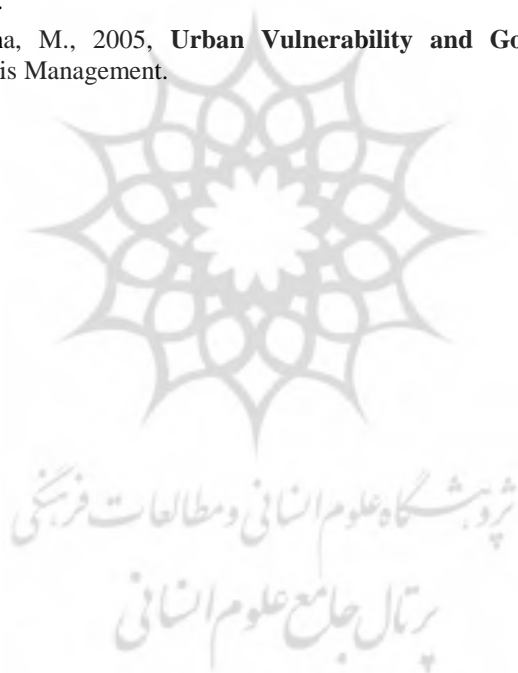 .
na, M., 2005, Urban Vulnerability and Go
is Management.
پژوهشگاه علوم انسانی و مطالعات فرهنگی
پرتال جامع علوم انسانی